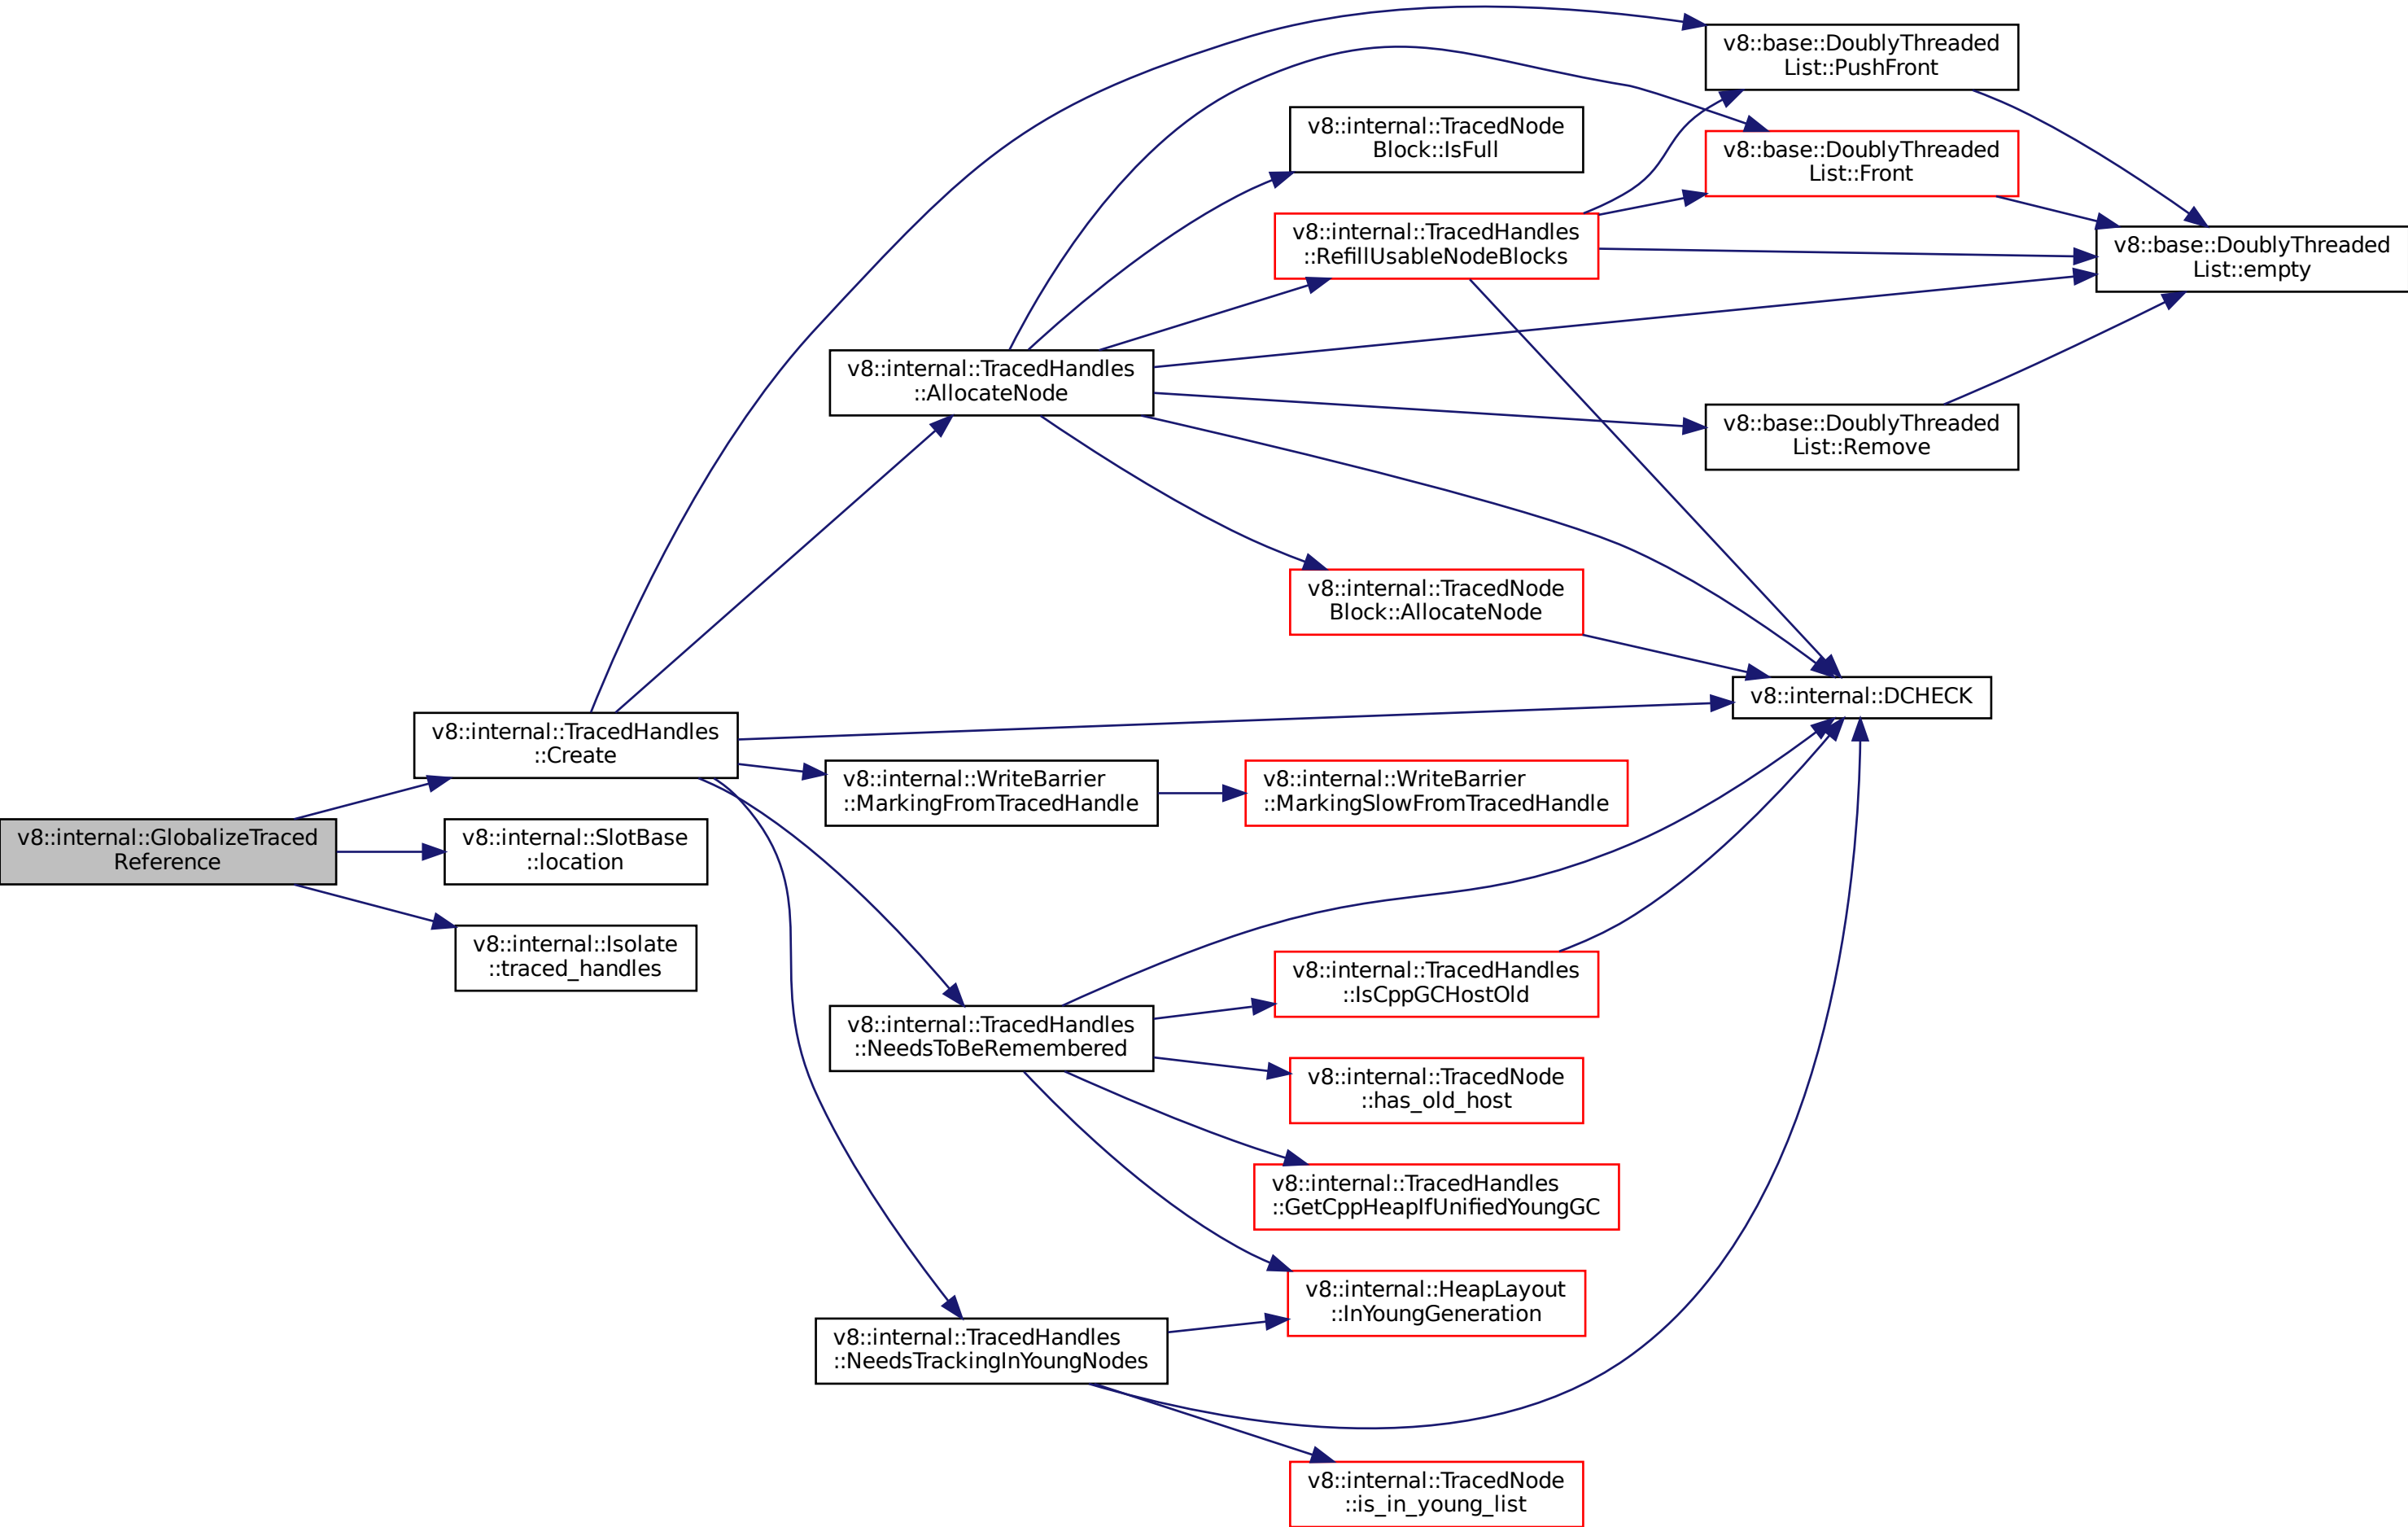 v8::base::DoublyThreaded
List::PushFront
v8::internal::TracedNode
Block::IsFull
v8::base::DoublyThreaded
List::Front
v8::internal::TracedHandles
::RefillUsableNodeBlocks
v8::base::DoublyThreaded
List::empty
v8::internal::TracedHandles
::AllocateNode
v8::base::DoublyThreaded
List::Remove
v8::internal::TracedNode
Block::AllocateNode
v8::internal::DCHECK
v8::internal::TracedHandles
::Create
v8::internal::WriteBarrier
::MarkingFromTracedHandle
v8::internal::WriteBarrier
::MarkingSlowFromTracedHandle
v8::internal::GlobalizeTraced
Reference
v8::internal::SlotBase
::location
v8::internal::Isolate
::traced_handles
v8::internal::TracedHandles
::IsCppGCHostOld
v8::internal::TracedHandles
::NeedsToBeRemembered
v8::internal::TracedNode
::has_old_host
v8::internal::TracedHandles
::GetCppHeapIfUnifiedYoungGC
v8::internal::HeapLayout
::InYoungGeneration
v8::internal::TracedHandles
::NeedsTrackingInYoungNodes
v8::internal::TracedNode
::is_in_young_list